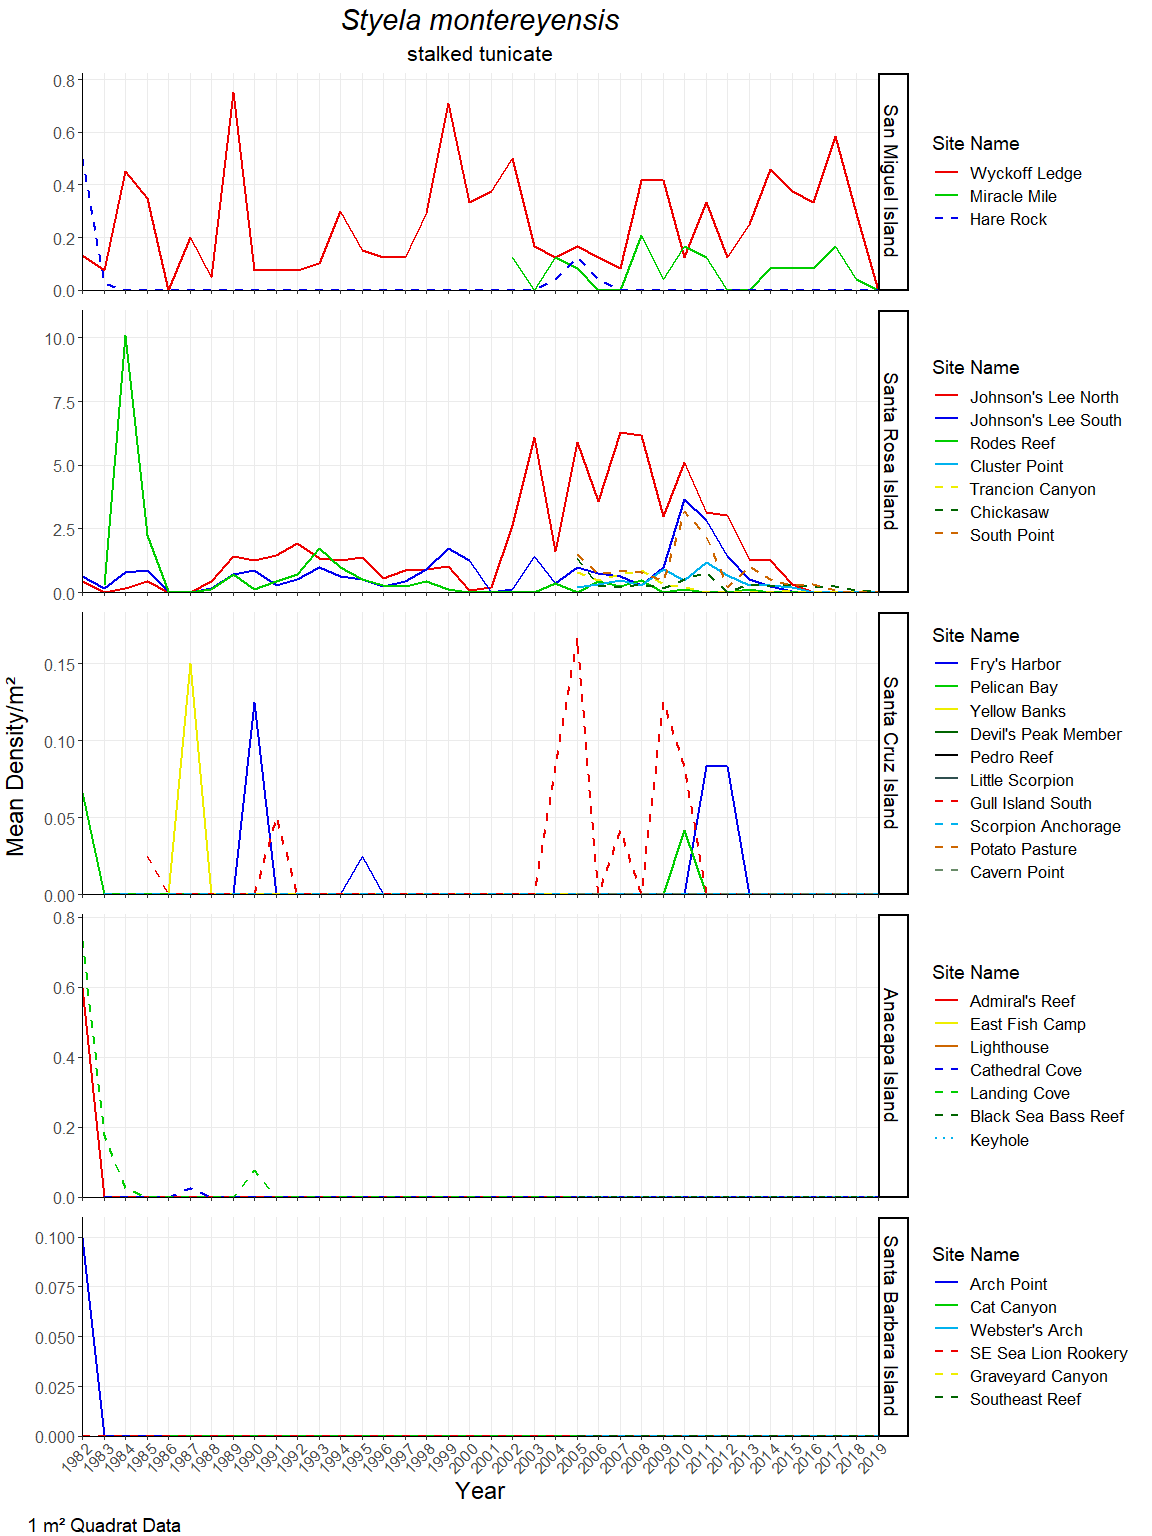 Styela montereyensis
stalked tunicate
Mean Density/m²
0.8
0.6
0.4
0.2
0.0
San Miguel Island
Site Name
Wyckoff Ledge
Miracle Mile
Hare Rock
10.0
7.5
5.0
2.5
0.0
Santa Rosa Island
Site Name
Johnson's Lee North
Johnson's Lee South
Rodes Reef
Cluster Point
Trancion Canyon
Chickasaw
South Point
0.15
0.10
0.05
0.00
Santa Cruz Island
Site Name
Fry's Harbor
Pelican Bay
Yellow Banks
Devil's Peak Member
Pedro Reef
Little Scorpion
Gull Island South
Scorpion Anchorage
Potato Pasture
Cavern Point
0.8
0.6
0.4
0.2
0.0
Anacapa Island
Site Name
Admiral's Reef
East Fish Camp
Lighthouse
Cathedral Cove
Landing Cove
Black Sea Bass Reef
Keyhole
0.100
0.075
0.050
0.025
0.000
Santa Barbara Island
Site Name
Arch Point
Cat Canyon
Webster's Arch
SE Sea Lion Rookery
Graveyard Canyon
Southeast Reef
1982 1983 1984 1985 1986 1987 1988 1989 1990 1991 1992 1993 1994 1995 1996 1997 1998 1999 2000 2001 2002 2003 2004 2005 2006 2007 2008 2009 2010 2011 2012 2013 2014 2015 2016 2017 2018 2019
Year
1 m² Quadrat Data